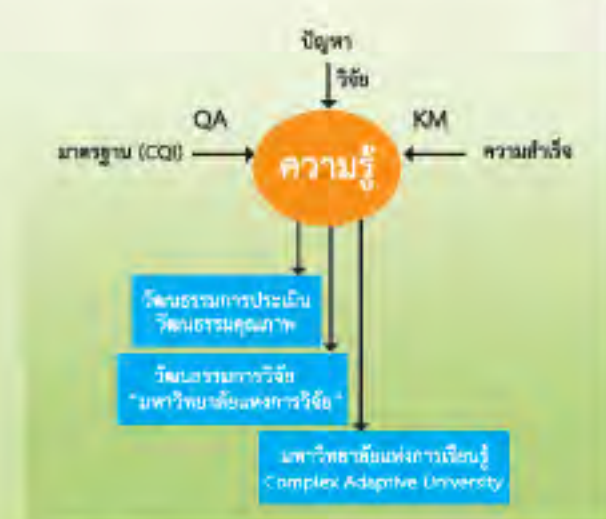 ปัญหา
วิจัย
QA
KM
มาตรฐาน (CQI)
ความรู้
ความสำเร็จ
วัฒนธรรมการประเมิน
วัฒนธรรมคุณภาพ
วัฒนธรรมการวิจัย
"มหาวิทยาลัยแห่งการวิจัย"
มหาวิทยาลัยแห่งการเรียนรู้
Complex Adaptive University